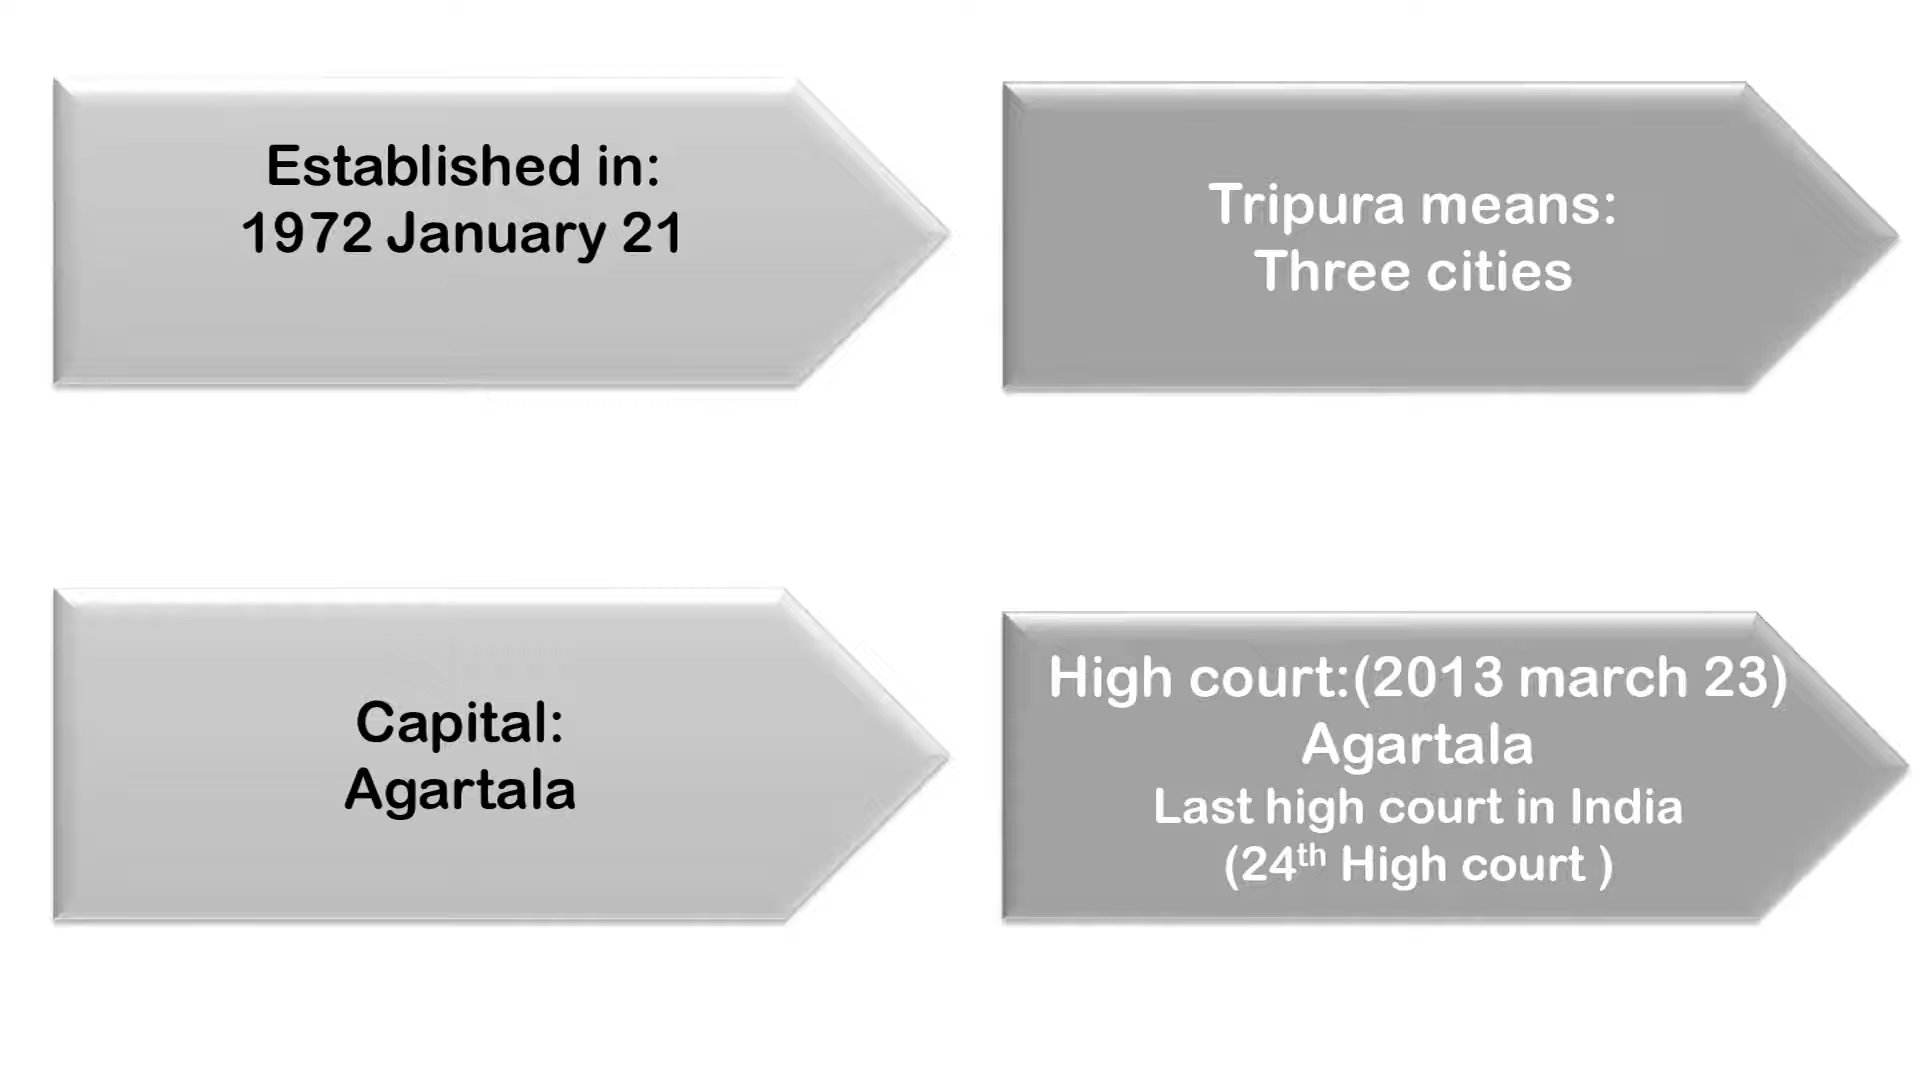 Established in:
1972 January 21
Tripura means:
Three cities
Capital:
Agartala
High court:(2013 march 23)
Agartala
Last high court in India
(24th High court )